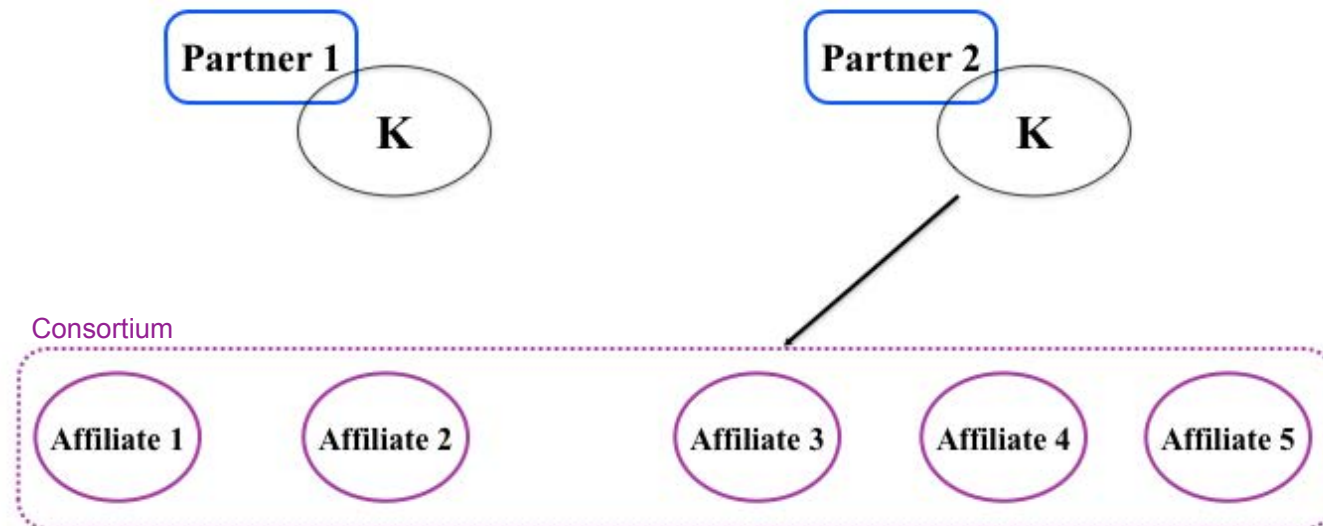 Partner 1
Partner 2
K
K
Consortium
Affiliate 1
Affiliate 2
Affiliate 3
Affiliate 4
Affiliate 5